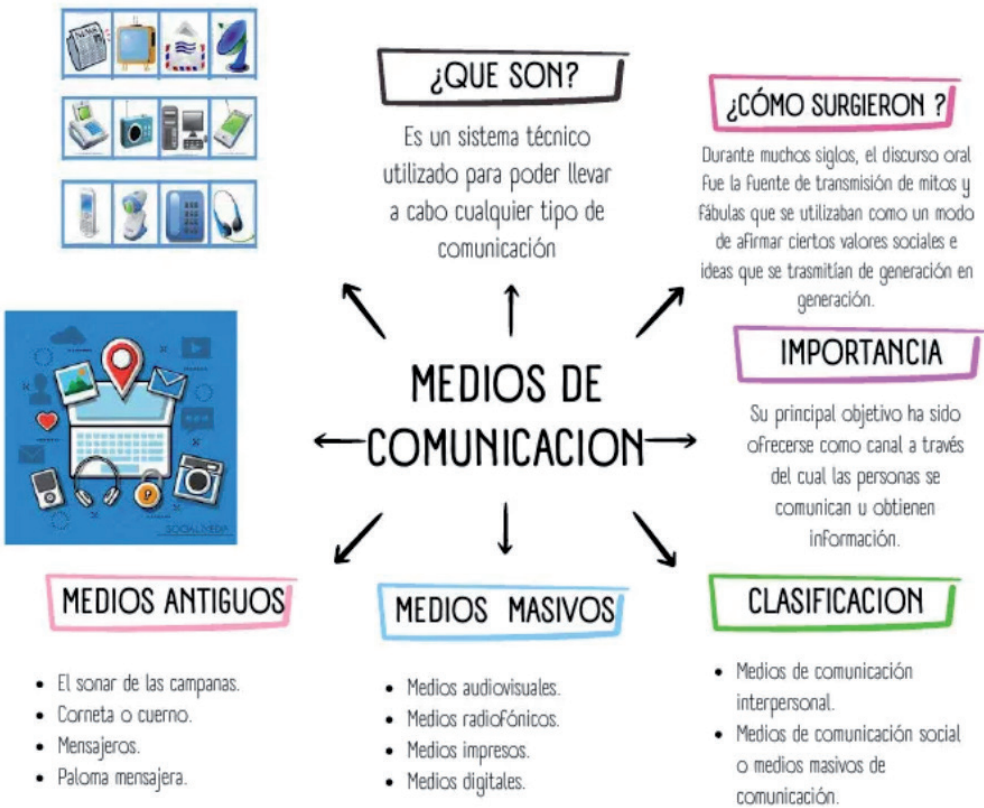 NEWS
¿QUE SON?
Es un sistema técnico
utilizado para poder llevar
a cabo cualquier tipo de
comunicación
¿CÓMO SURGIERON ?
Durante muchos siglos, el discurso oral
fue la fuente de transmisión de mitos y
fábulas que se utilizaban como un modo
de afirmar ciertos valores sociales e
ideas que se trasmitían de generación en
generación.
MEDIOS DE
COMUNICACION
IMPORTANCIA
Su principal objetivo ha sido
ofrecerse como canal a través
del cual las personas se
comunican u obtienen
información.
SOCIAL MEDIA
MEDIOS ANTIGUOS
• El sonar de las campanas.
• Corneta o cuerno.
• Mensajeros.
• Paloma mensajera.
MEDIOS MASIVOS
• Medios audiovisuales.
• Medios radiofónicos.
• Medios impresos.
• Medios digitales.
CLASIFICACION
• Medios de comunicación
interpersonal.
• Medios de comunicación social
o medios masivos de
comunicación.